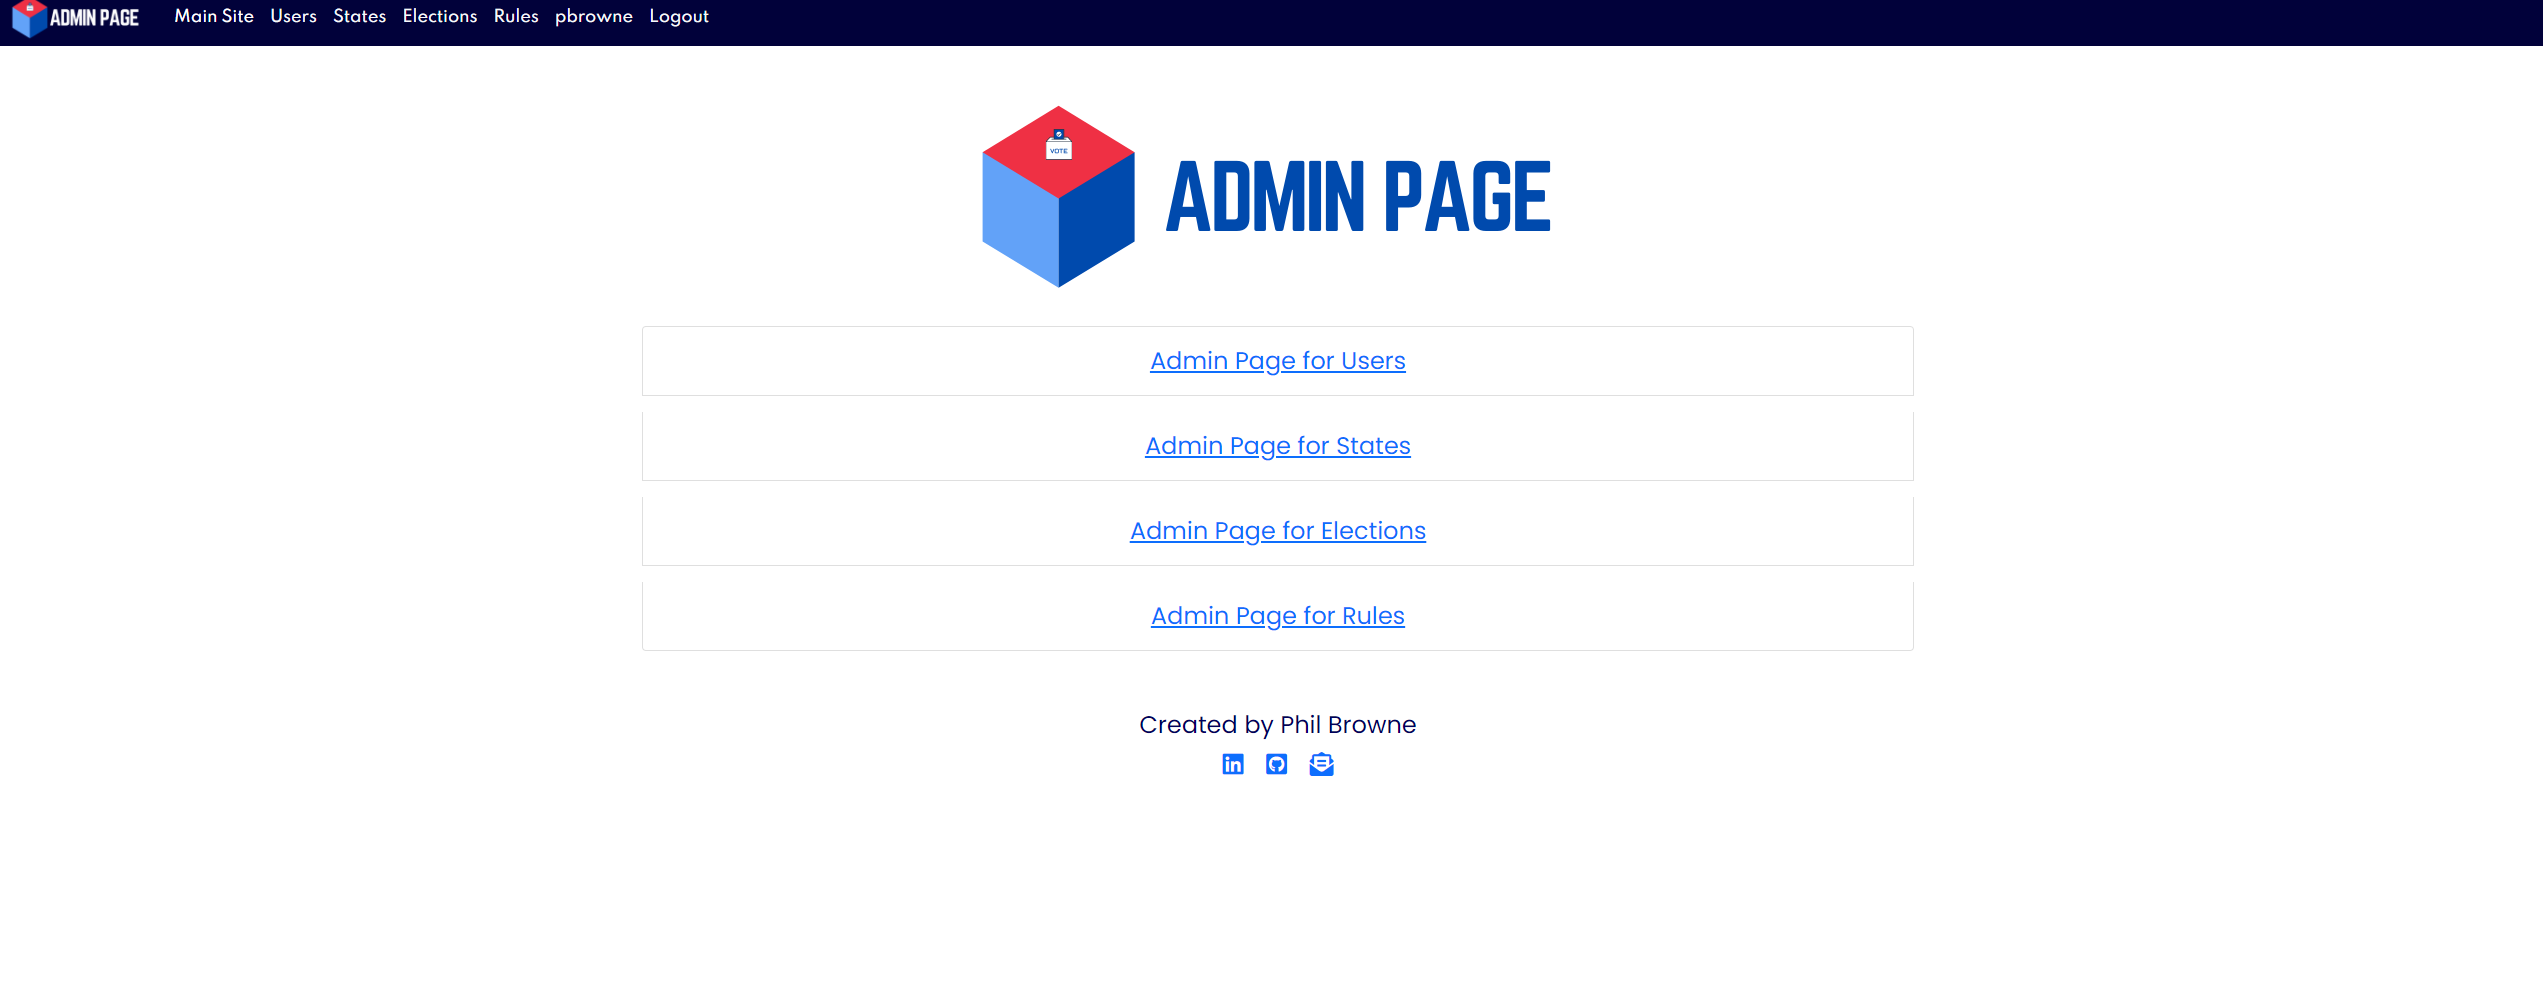 ADMIN PAGE Main Site Users States Elections Rules pbrowne Logout
VOTE
ADMIN PAGE
Admin Page for Users
Admin Page for States
Admin Page for Elections
Admin Page for Rules
Created by Phil Browne
in